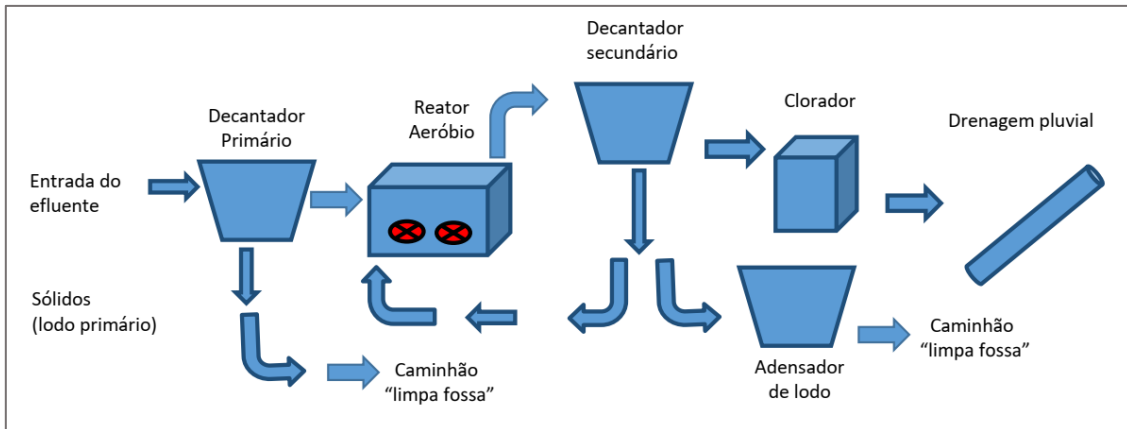 Decantador
secundário
Decantador
Primário
Reator
Aeróbio
Clorador
Drenagem pluvial
Entrada do
efluente
Sólidos
(lodo primário)
Caminhão
“limpa fossa”
Adensador
de lodo
Caminhão
“limpa fossa”